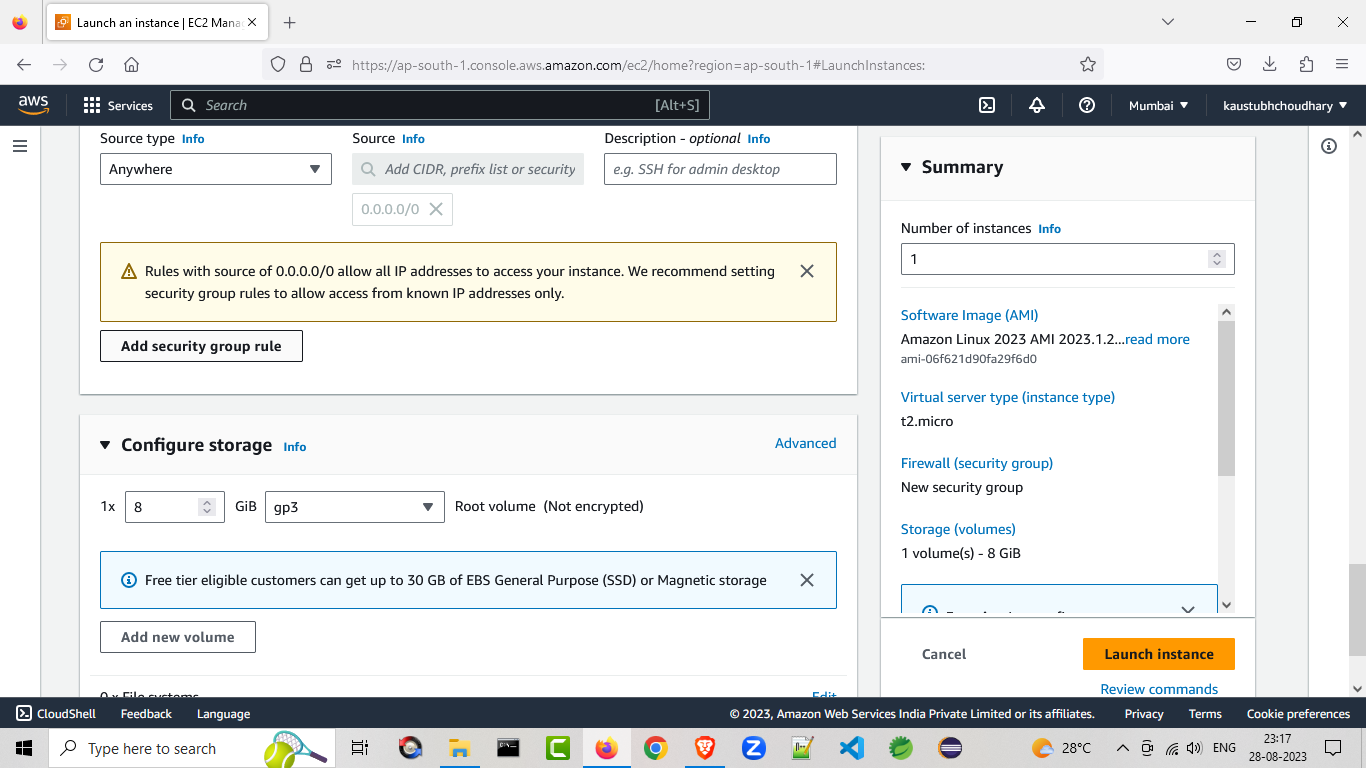 Launch an instance | EC2 Mana
https://ap-south-1.console.aws.amazon.com/ec2/home?region=ap-south-1#LaunchInstances:
aws
Services
Search
[Alt+S]
Mumbai
kaustubhchoudhary
Source type Info
Source Info
Description - optional Info
Anywhere
Add CIDR, prefix list or security
e.g. SSH for admin desktop
0.0.0.0/0
Rules with source of 0.0.0.0/0 allow all IP addresses to access your instance. We recommend setting
security group rules to allow access from known IP addresses only.
Add security group rule
Configure storage Info
Advanced
1x 8 GiB gp3 Root volume (Not encrypted)
Free tier eligible customers can get up to 30 GB of EBS General Purpose (SSD) or Magnetic storage
Add new volume
0 x File systems
Edit
Summary
Number of instances Info
1
Software Image (AMI)
Amazon Linux 2023 AMI 2023.1.2...read more
ami-06f621d90fa29f6d0
Virtual server type (instance type)
t2.micro
Firewall (security group)
New security group
Storage (volumes)
1 volume(s) - 8 GiB
Cancel
Launch instance
Review commands
CloudShell
Feedback
Language
© 2023, Amazon Web Services India Private Limited or its affiliates.
Privacy
Terms
Cookie preferences
Type here to search
28°C
ENG
23:17
28-08-2023